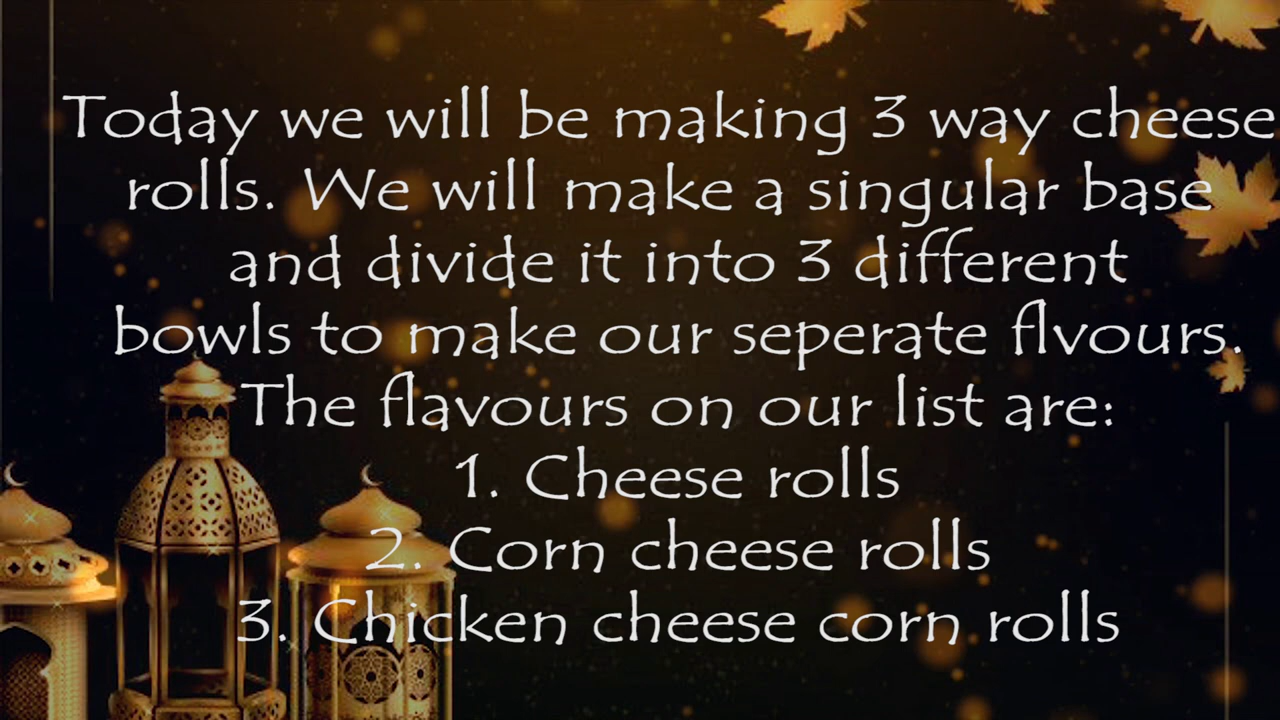 Today we will be making 3 way cheese
rolls. We will make a singular base
and divide it into 3 different
bowls to make our seperate flvours.
The flavours on our list are:
1. Cheese rolls
2. Corn cheese rolls
3. Chicken cheese corn rolls